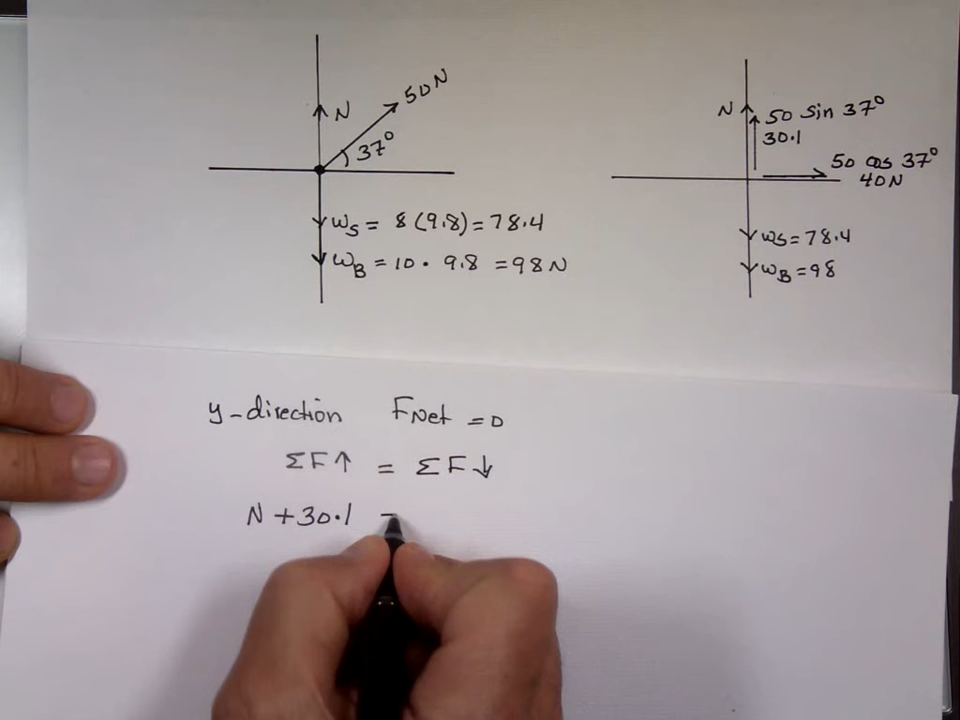 N
50N
37°
ws = 8(9.8) = 78.4
wB = 10 · 9.8 = 98N
N
50 sin 37°
30.1
50 cos 37°
40N
ws = 78.4
wB = 98
y-direction FNet = 0
ΣF↑ = ΣF↓
N + 30.1 =